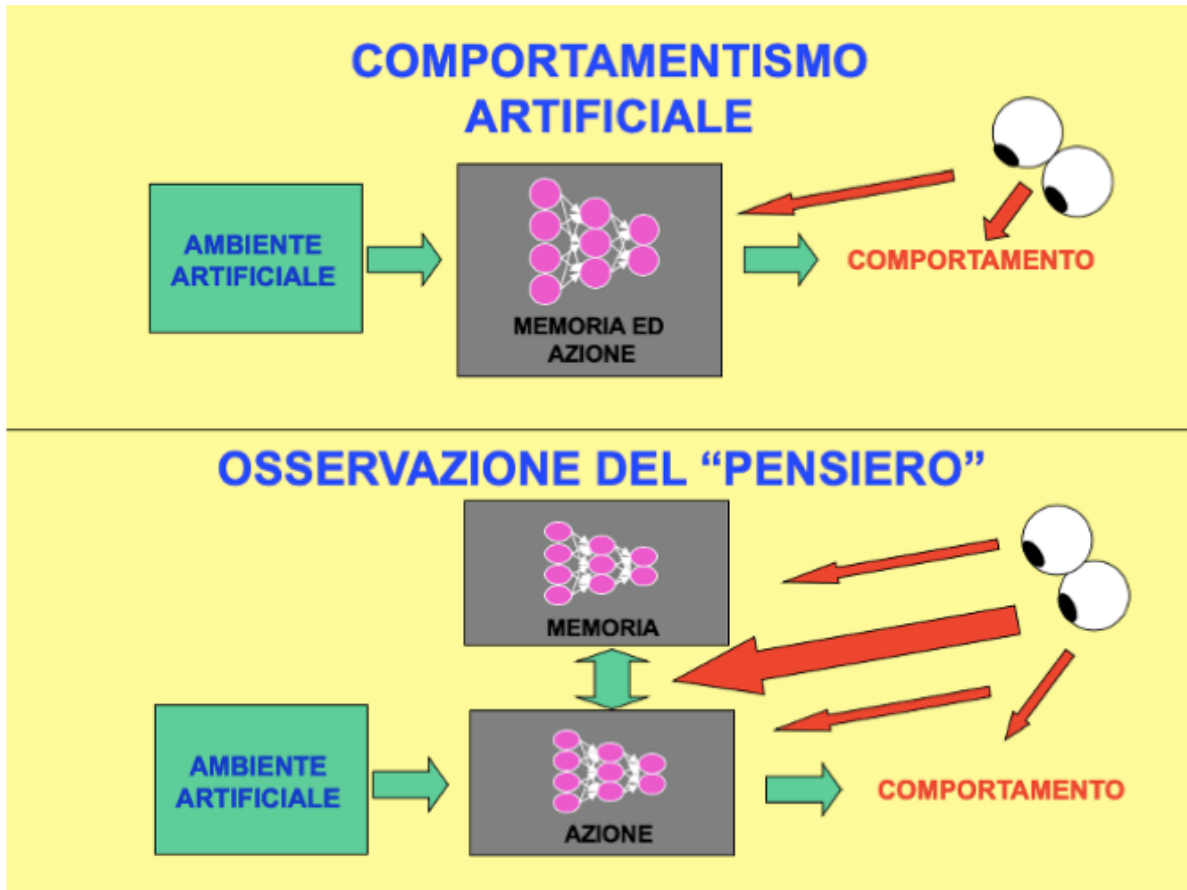 COMPORTAMENTISMO
ARTIFICIALE
AMBIENTE
ARTIFICIALE
MEMORIA ED
AZIONE
COMPORTAMENTO
OSSERVAZIONE DEL “PENSIERO”
MEMORIA
AMBIENTE
ARTIFICIALE
AZIONE
COMPORTAMENTO